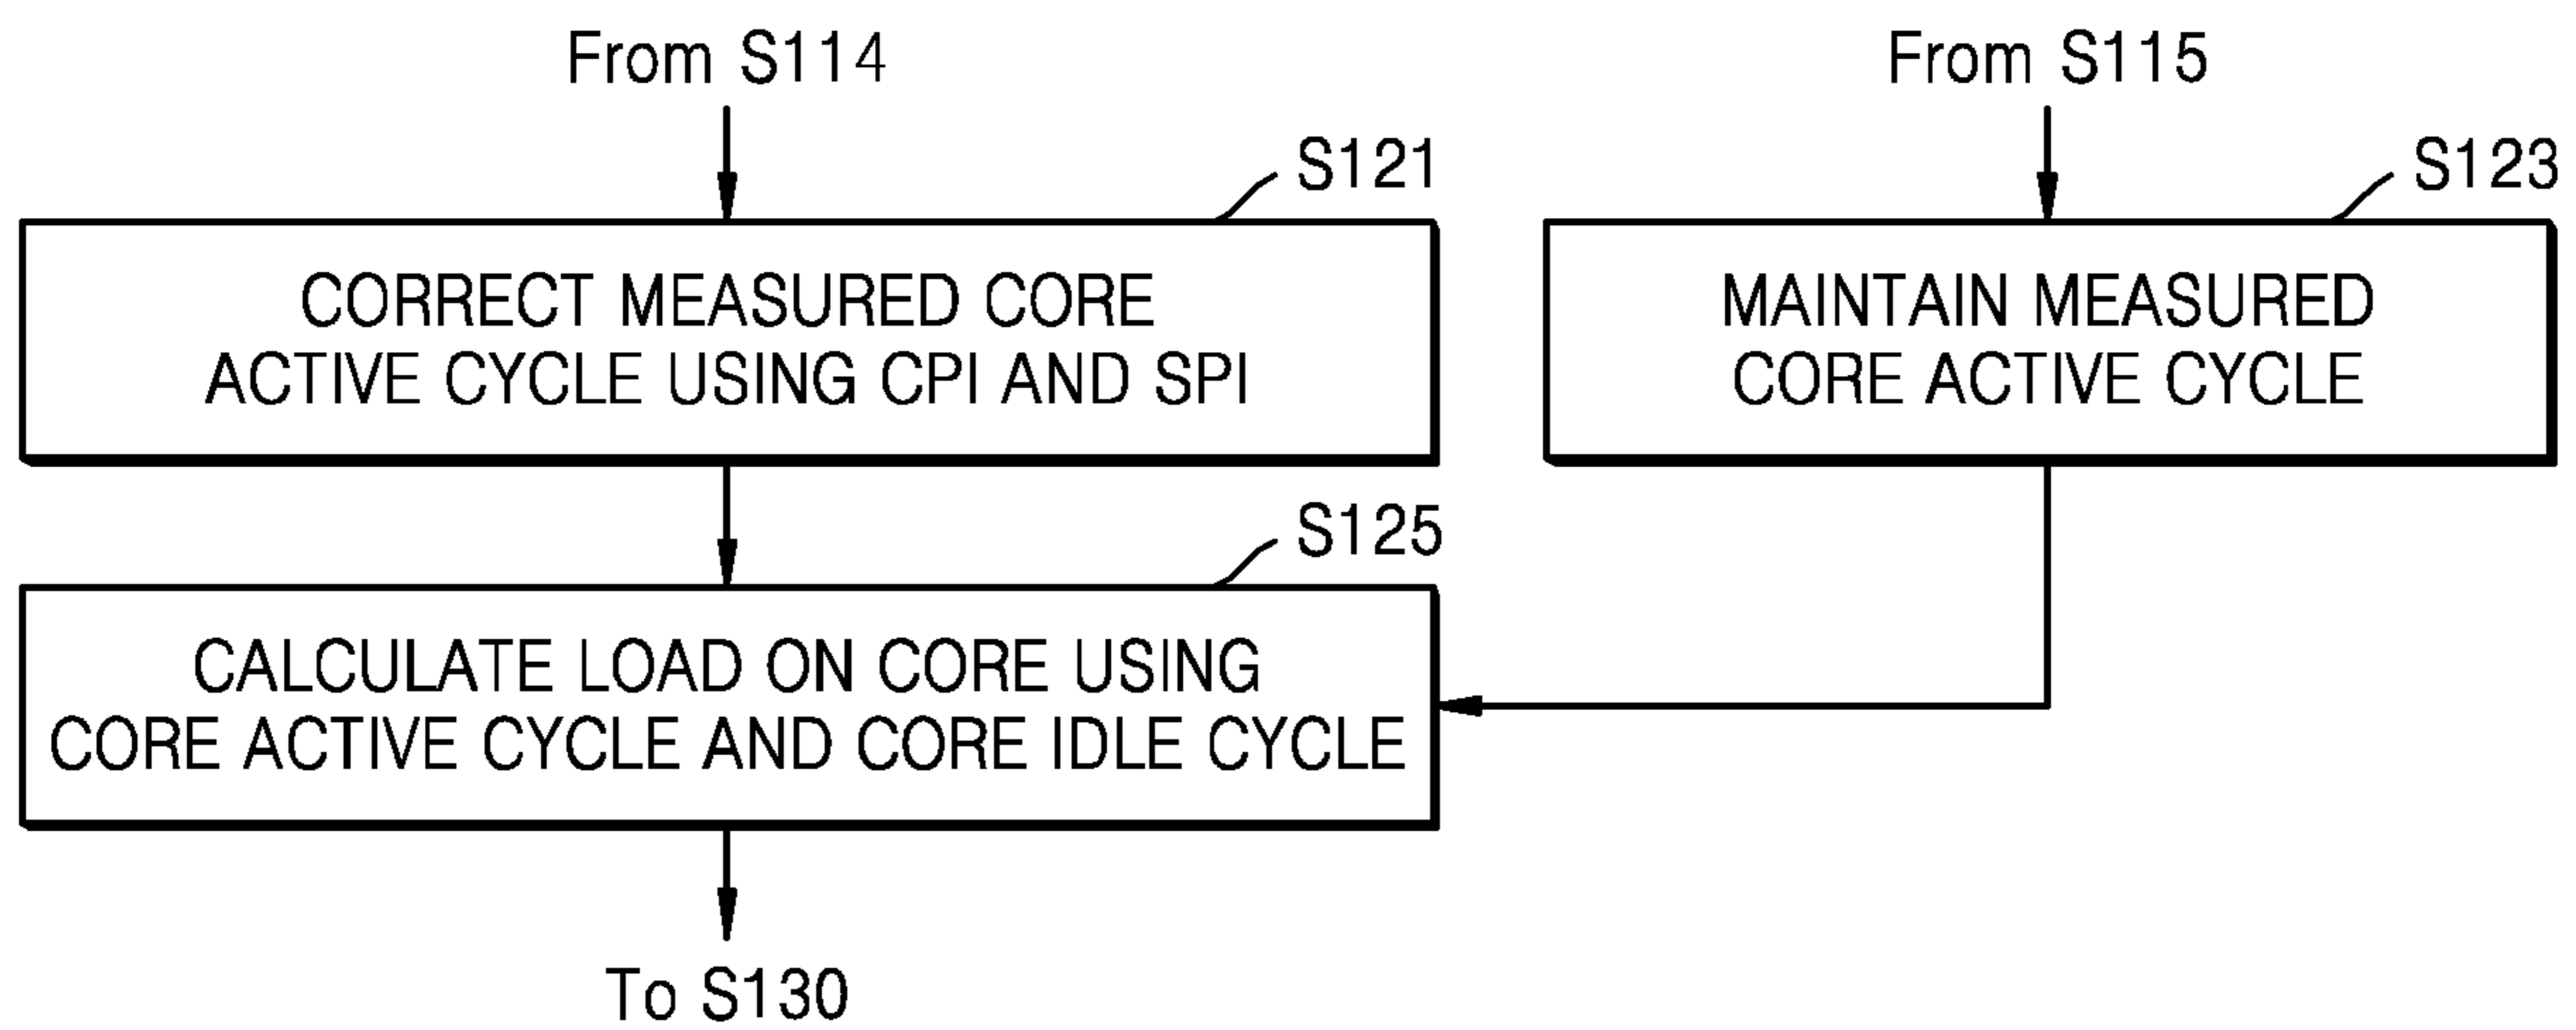 From S114
From S115
S121
S123
CORRECT MEASURED CORE
ACTIVE CYCLE USING CPI AND SPI
MAINTAIN MEASURED
CORE ACTIVE CYCLE
S125
CALCULATE LOAD ON CORE USING
CORE ACTIVE CYCLE AND CORE IDLE CYCLE
To S130